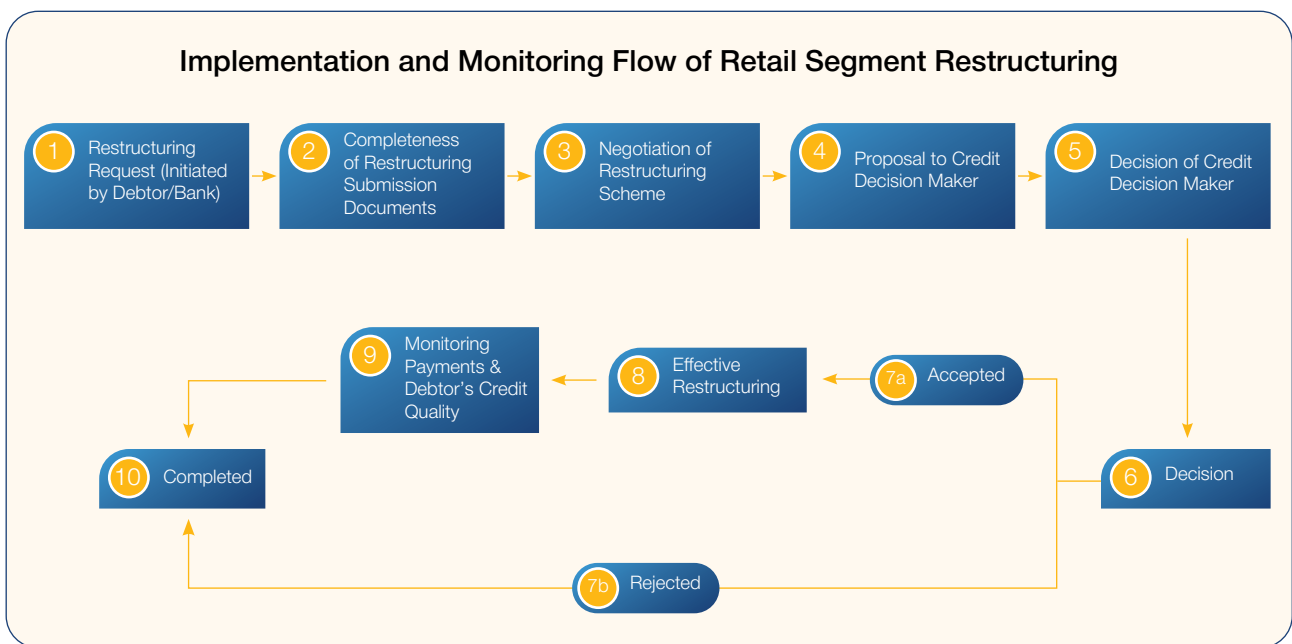 Implementation and Monitoring Flow of Retail Segment Restructuring
1
Restructuring
Request (Initiated
by Debtor/Bank)
2
Completeness
of Restructuring
Submission
Documents
3
Negotiation of
Restructuring
Scheme
4
Proposal to Credit
Decision Maker
5
Decision of Credit
Decision Maker
6
Decision
7a
Accepted
8
Effective
Restructuring
9
Monitoring
Payments &
Debtor's Credit
Quality
10
Completed
7b
Rejected